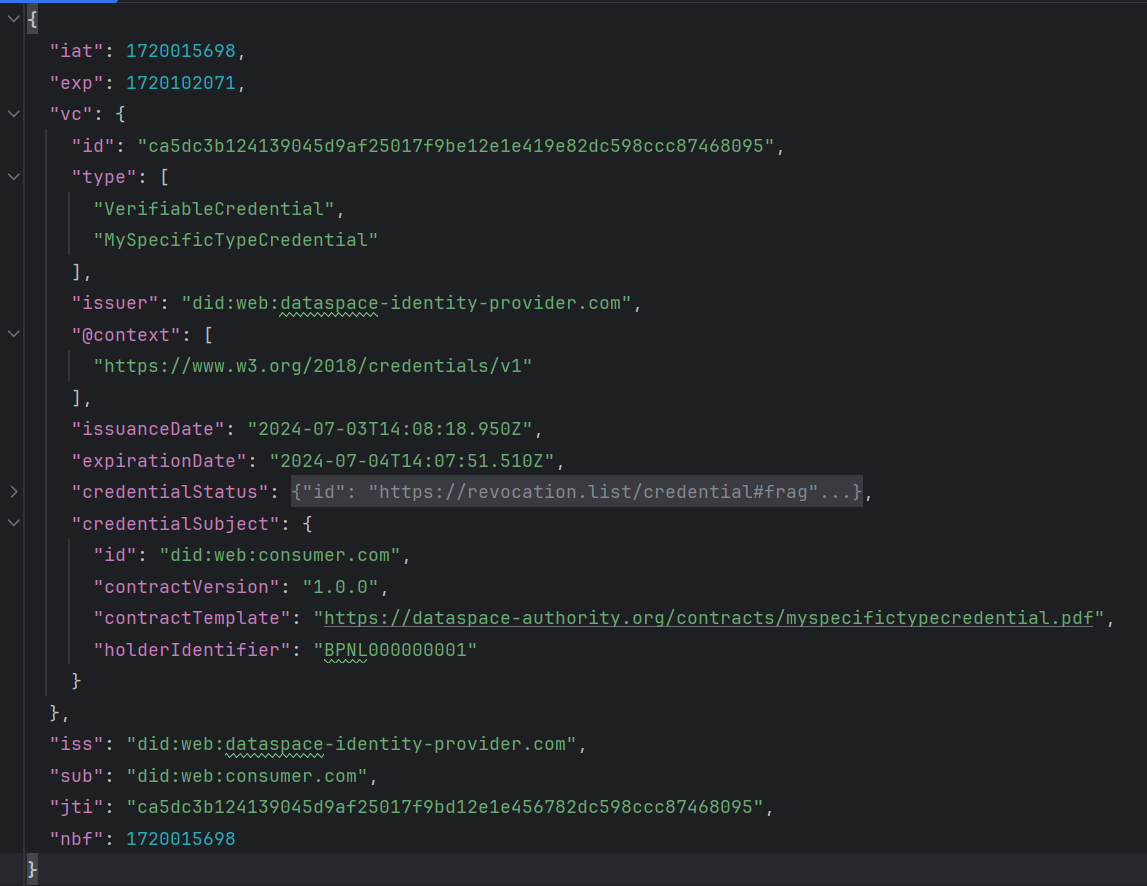 {
"iat": 1720015698,
"exp": 1720102071,
"vc": {
"id": "ca5dc3b124139045d9af25017f9be12e1e419e82dc598ccc87468095",
"type": [
"VerifiableCredential",
"MySpecificTypeCredential"
],
"issuer": "did:web:dataspace-identity-provider.com",
"@context": [
"https://www.w3.org/2018/credentials/v1"
],
"issuanceDate": "2024-07-03T14:08:18.950Z",
"expirationDate": "2024-07-04T14:07:51.510Z",
"credentialStatus": {"id": "https://revocation.list/credential#frag"...},
"credentialSubject": {
"id": "did:web:consumer.com",
"contractVersion": "1.0.0",
"contractTemplate": "https://dataspace-authority.org/contracts/myspecifictypecredential.pdf",
"holderIdentifier": "BPNL000000001"
}
},
"iss": "did:web:dataspace-identity-provider.com",
"sub": "did:web:consumer.com",
"jti": "ca5dc3b124139045d9af25017f9bd12e1e456782dc598ccc87468095",
"nbf": 1720015698
}